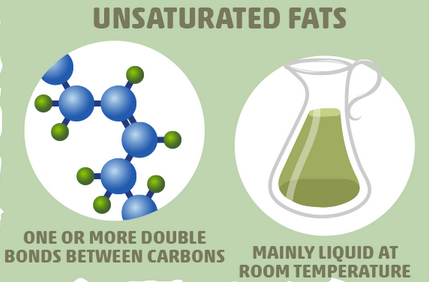 UNSATURATED FATS
ONE OR MORE DOUBLE
BONDS BETWEEN CARBONS
MAINLY LIQUID AT
ROOM TEMPERATURE